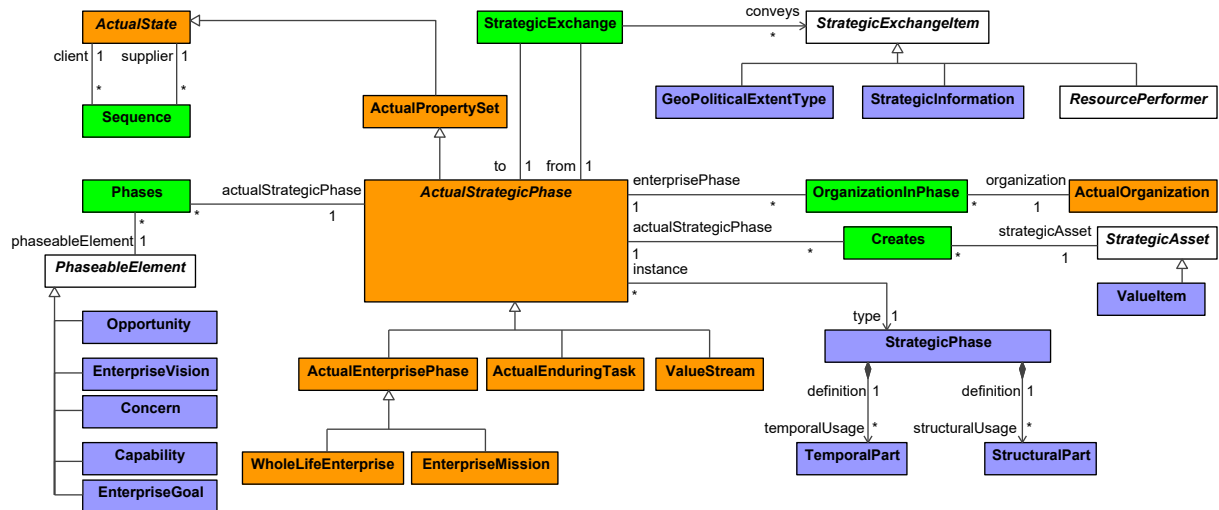 ActualState
StrategicExchange
conveys
*
StrategicExchangeItem
client
1
supplier
1
*
*
Sequence
ActualPropertySet
GeoPoliticalExtentType
StrategicInformation
ResourcePerformer
to
1
from
1
Phases
*
actualStrategicPhase
1
ActualStrategicPhase
enterprisePhase
1
*
OrganizationInPhase
*
organization
1
ActualOrganization
*
phaseableElement
1
PhaseableElement
actualStrategicPhase
1
*
Creates
*
strategicAsset
1
StrategicAsset
instance
*
ValueItem
Opportunity
type
1
StrategicPhase
EnterpriseVision
ActualEnterprisePhase
ActualEnduringTask
ValueStream
definition
1
definition
1
Concern
temporalUsage
*
structuralUsage
*
Capability
WholeLifeEnterprise
EnterpriseMission
TemporalPart
StructuralPart
EnterpriseGoal